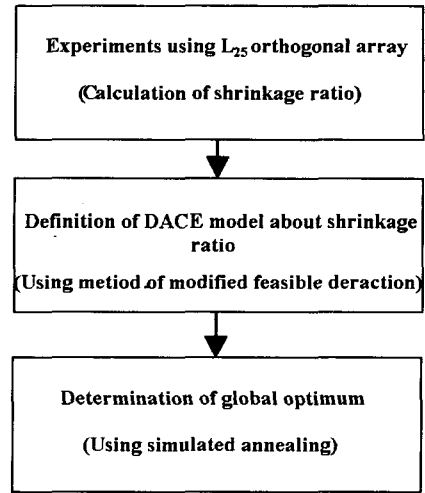 Experiments using L₂₅ orthogonal array
(Calculation of shrinkage ratio)
Definition of DACE model about shrinkage
ratio
(Using metiod of modified feasible deraction)
Determination of global optimum
(Using simulated annealing)